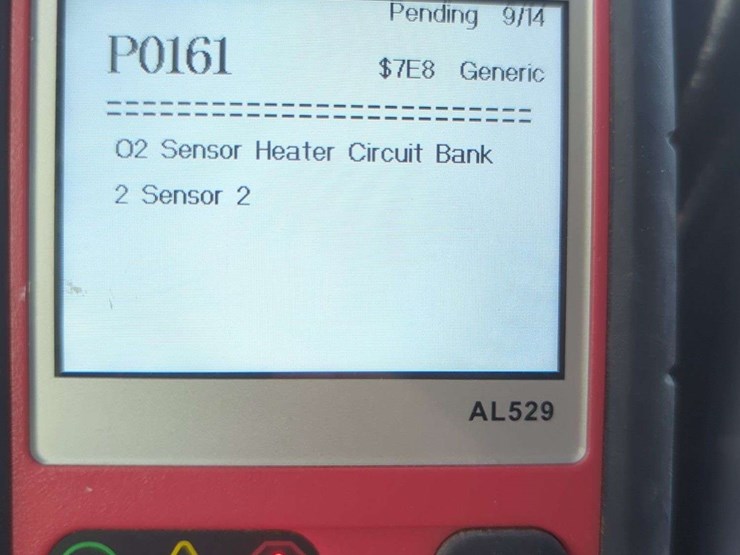 Pending 9/14
P0161
$7E8 Generic
==========================
O2 Sensor Heater Circuit Bank
2 Sensor 2
AL529